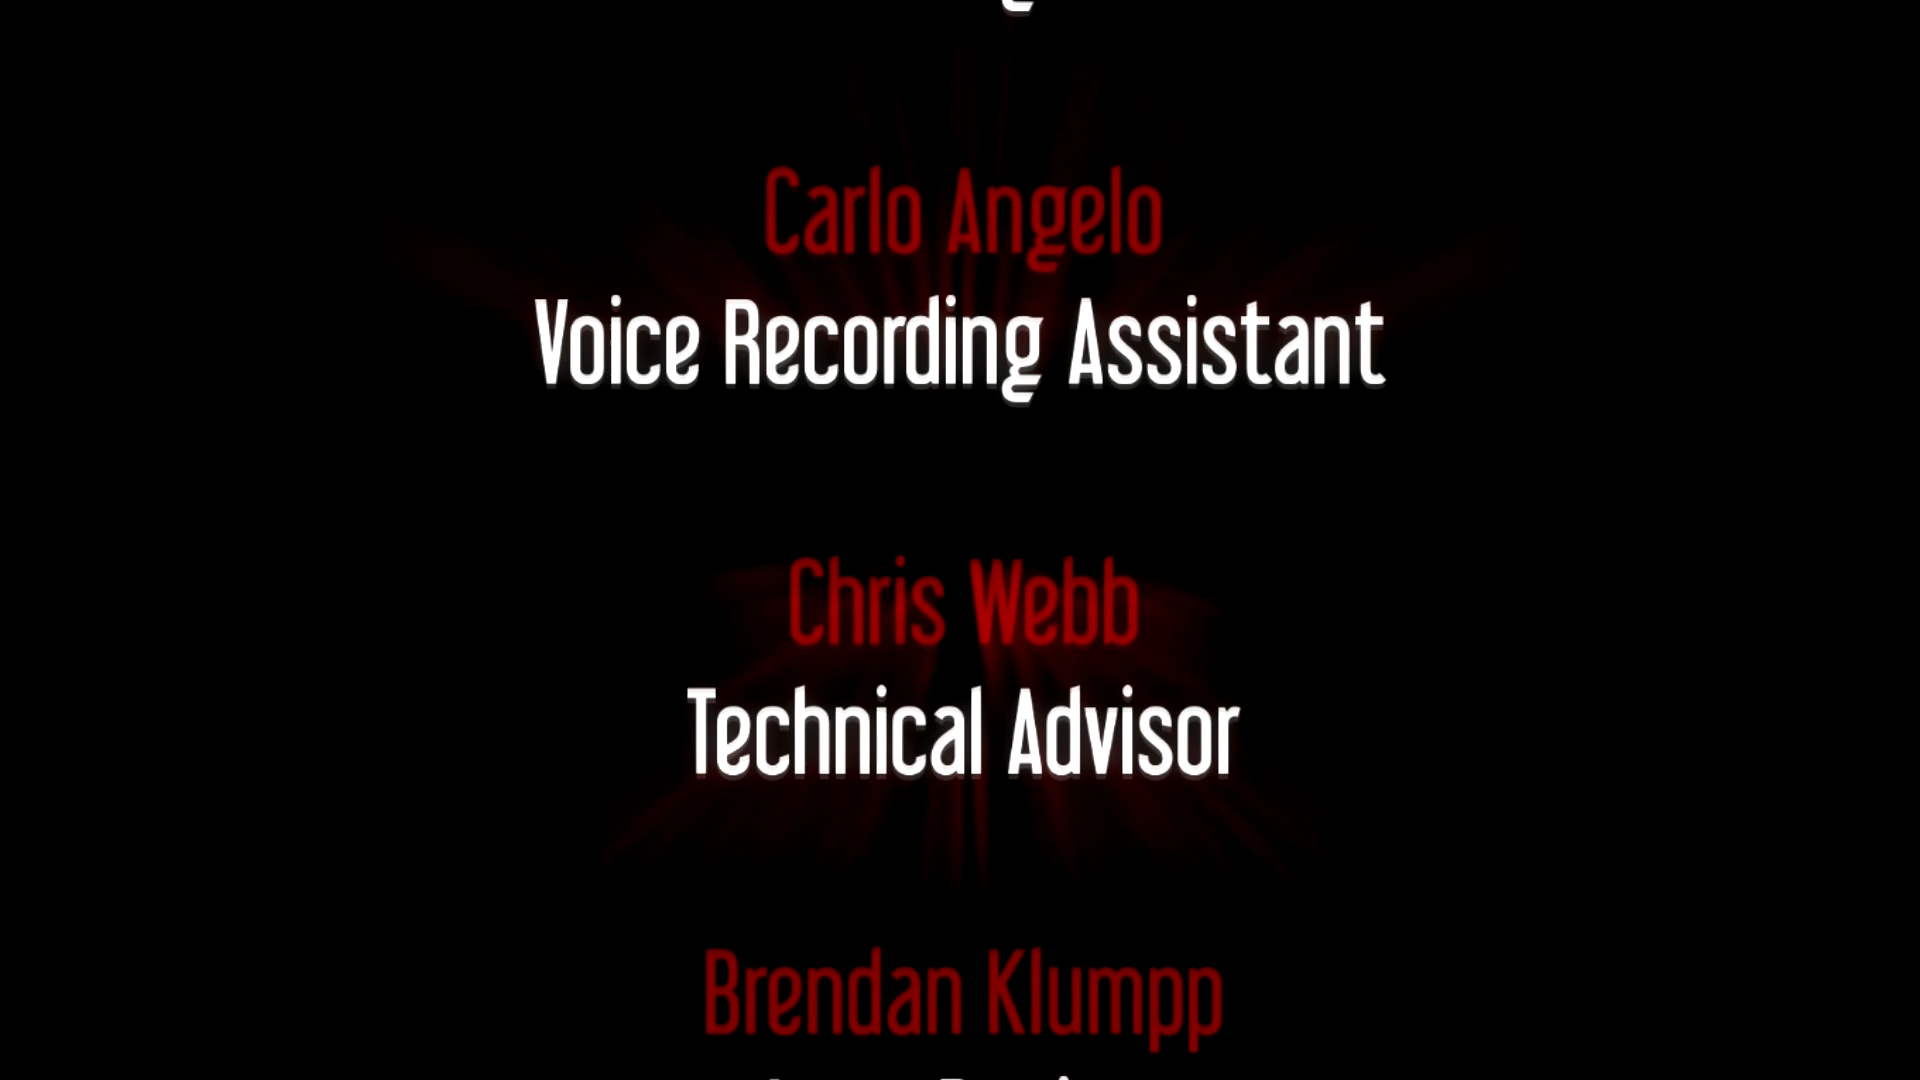 Carlo Angelo
Voice Recording Assistant
Chris Webb
Technical Advisor
Brendan Klumpp